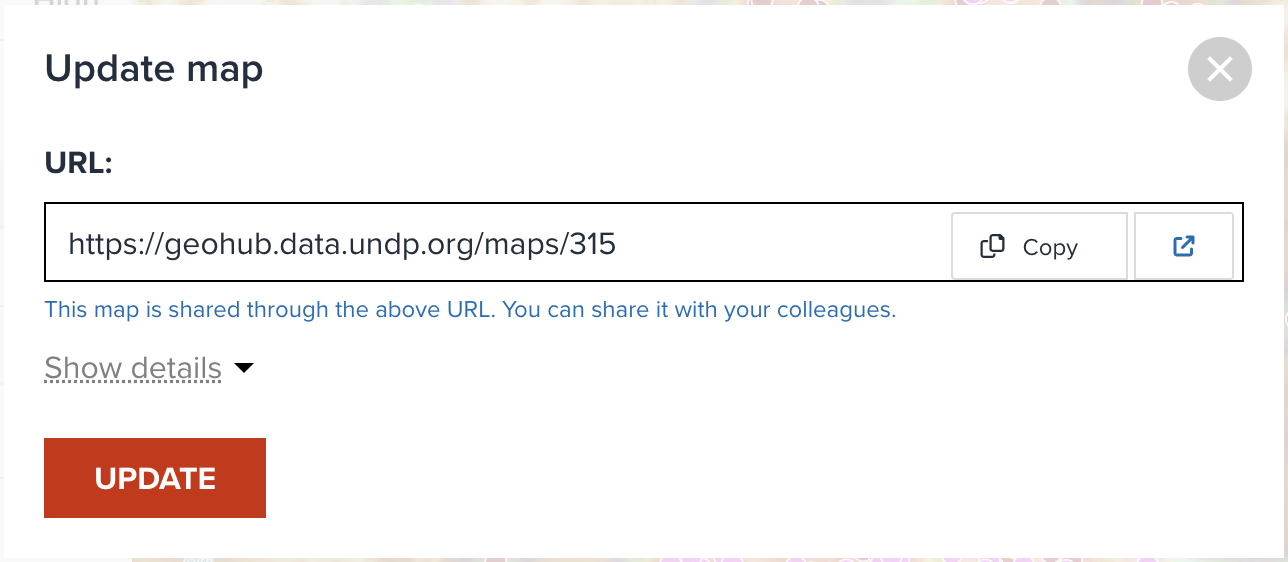 Update map
URL:
https://geohub.data.undp.org/maps/315
Copy
This map is shared through the above URL. You can share it with your colleagues.
Show details
UPDATE